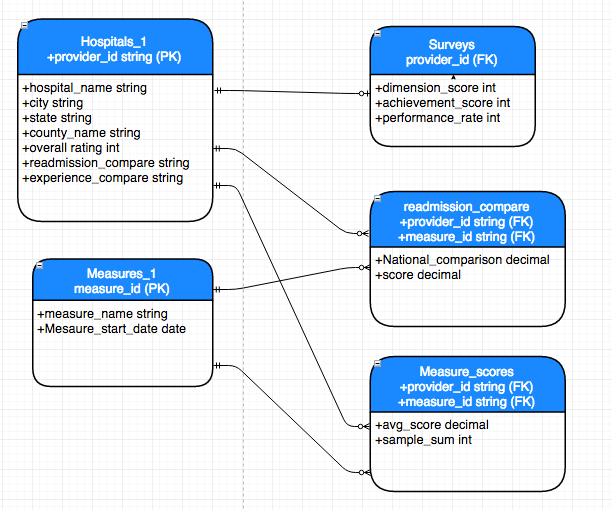 Hospitals_1
+provider_id string (PK)
+hospital_name string
+city string
+state string
+county_name string
+overall rating int
+readmission_compare string
+experience_compare string
Surveys
provider_id (FK)
+dimension_score int
+achievement_score int
+performance_rate int
readmission_compare
+provider_id string (FK)
+measure_id string (FK)
+National_comparison decimal
+score decimal
Measures_1
measure_id (PK)
+measure_name string
+Mesaure_start_date date
Measure_scores
+provider_id string (FK)
+measure_id string (FK)
+avg_score decimal
+sample_sum int